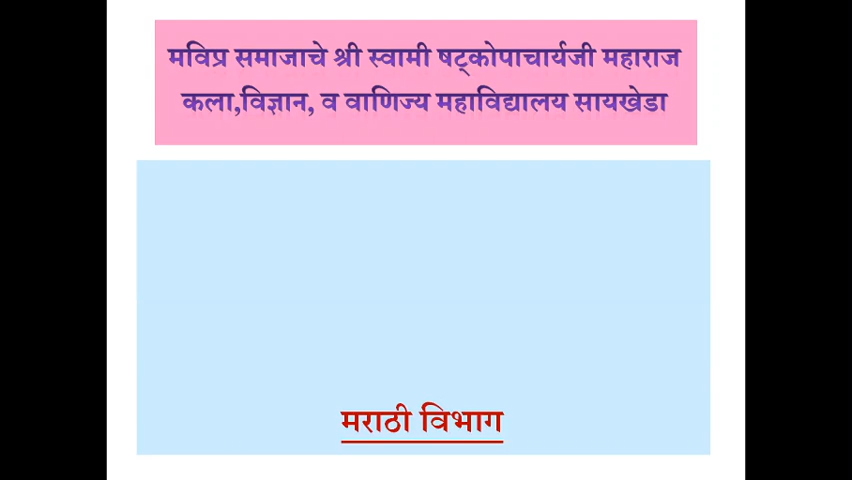 मविप्र समाजाचे श्री स्वामी षट्कोपाचार्यजी महाराज
कला,विज्ञान, व वाणिज्य महाविद्यालय सायखेडा
मराठी विभाग